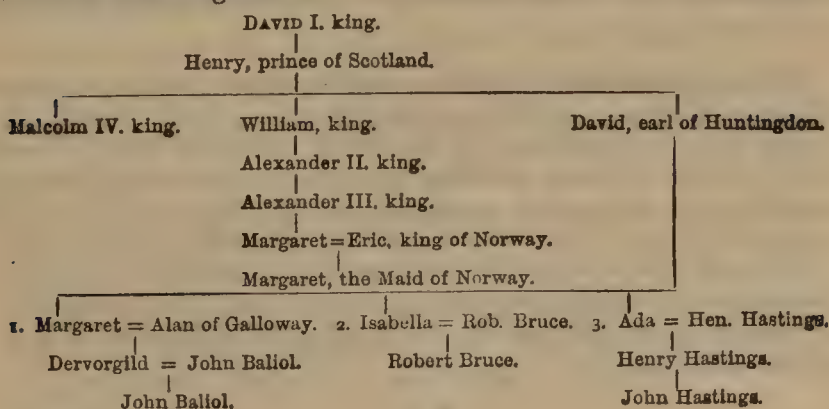 DAVID I. king.
Henry, prince of Scotland.
Malcolm IV. king. William, king. David, earl of Huntingdon.
Alexander II. king.
Alexander III. king.
Margaret=Eric, king of Norway.
Margaret, the Maid of Norway.
1. Margaret = Alan of Galloway. 2. Isabella = Rob. Bruce. 3. Ada = Hen. Hastings.
Dervorgild = John Baliol. Robert Bruce. Henry Hastings.
John Baliol. John Hastings.